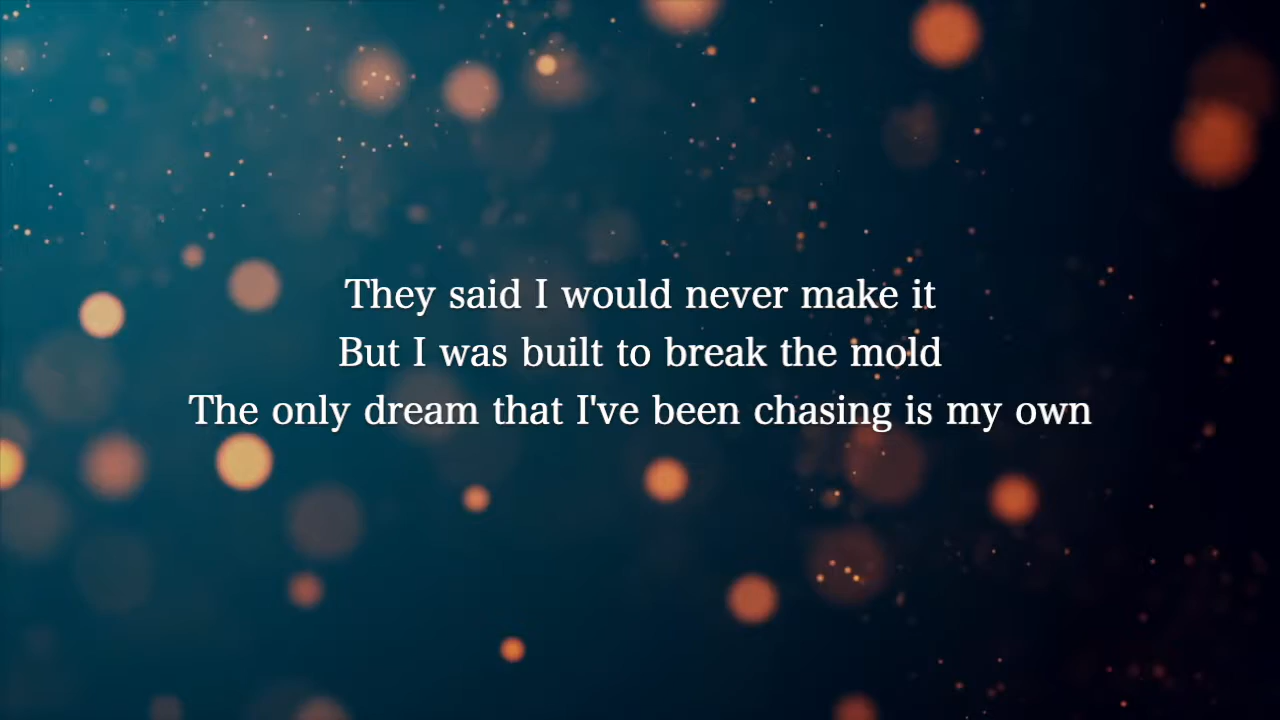 They said I would never make it
But I was built to break the mold
The only dream that I've been chasing is my own